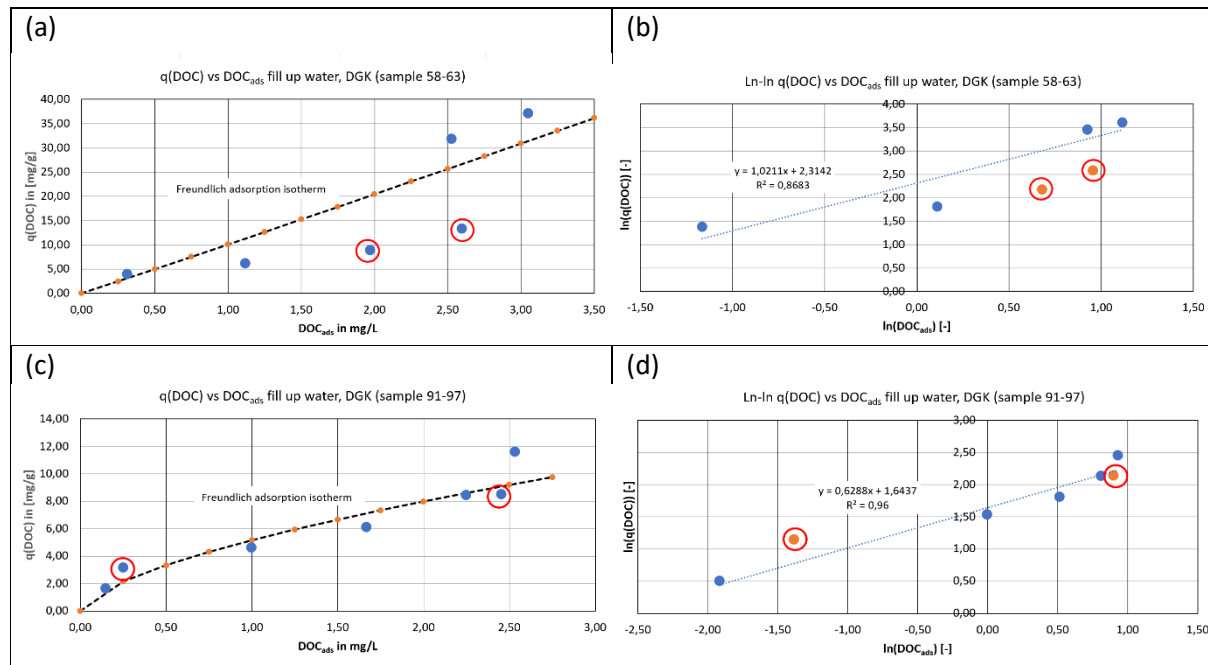 (a)
q(DOC) vs DOCads fill up water, DGK (sample 58-63)
40,00
35,00
30,00
25,00
20,00
15,00
10,00
5,00
0,00
q(DOC) in [mg/g]
Freundlich adsorption isotherm
0,00 0,50 1,00 1,50 2,00 2,50 3,00 3,50
DOCads in mg/L
(b)
Ln-ln q(DOC) vs DOCads fill up water, DGK (sample 58-63)
4,00
3,50
3,00
2,50
2,00
1,50
1,00
0,50
0,00
ln(q(DOC)) [-]
y = 1,0211x + 2,3142
R² = 0,8683
-1,50 -1,00 -0,50 0,00 0,50 1,00 1,50
ln(DOCads) [-]
(c)
q(DOC) vs DOCads fill up water, DGK (sample 91-97)
14,00
12,00
10,00
8,00
6,00
4,00
2,00
0,00
q(DOC) in [mg/g]
Freundlich adsorption isotherm
0,00 0,50 1,00 1,50 2,00 2,50 3,00
DOCads in mg/L
(d)
Ln-ln q(DOC) vs DOCads fill up water, DGK (sample 91-97)
3,00
2,50
2,00
1,50
1,00
0,50
0,00
ln(q(DOC)) [-]
y = 0,6288x + 1,6437
R² = 0,96
-2,50 -2,00 -1,50 -1,00 -0,50 0,00 0,50 1,00 1,50
ln(DOCads) [-]